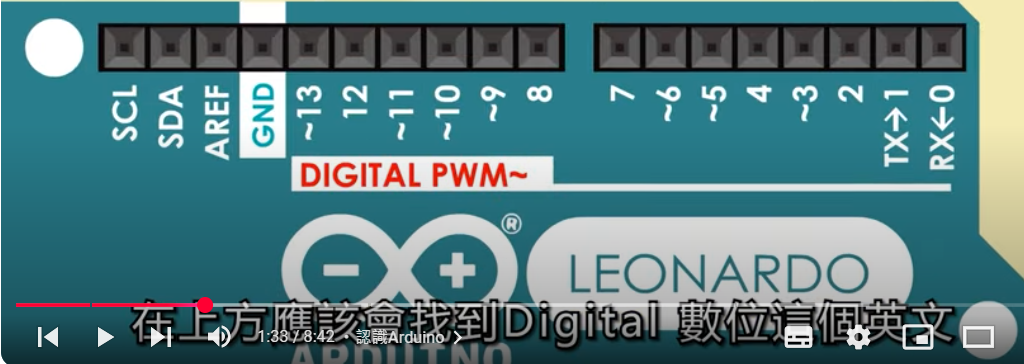 SCL SDA AREF GND ~13 12 ~11 ~10 ~9 8 7 ~6 ~5 4 ~3 2 TX→1 RX←0
DIGITAL PWM~
®
LEONARDO
在上方應該會找到Digital 數位這個英文
1:38 / 8:42 • 認識Arduino
ARDUINO